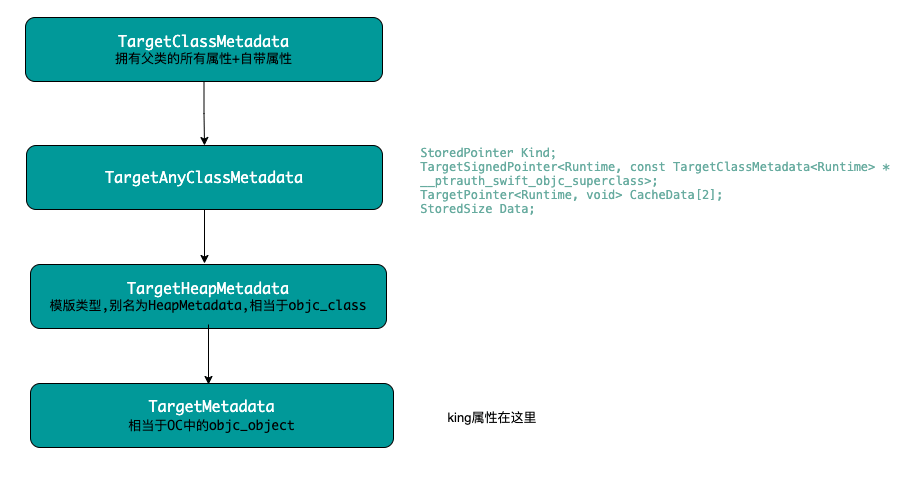 TargetClassMetadata
拥有父类的所有属性+自带属性
TargetAnyClassMetadata
StoredPointer Kind;
TargetSignedPointer<Runtime, const TargetClassMetadata<Runtime> *
__ptrauth_swift_objc_superclass>;
TargetPointer<Runtime, void> CacheData[2];
StoredSize Data;
TargetHeapMetadata
模版类型,别名为HeapMetadata,相当于objc_class
TargetMetadata
相当于OC中的objc_object
king属性在这里